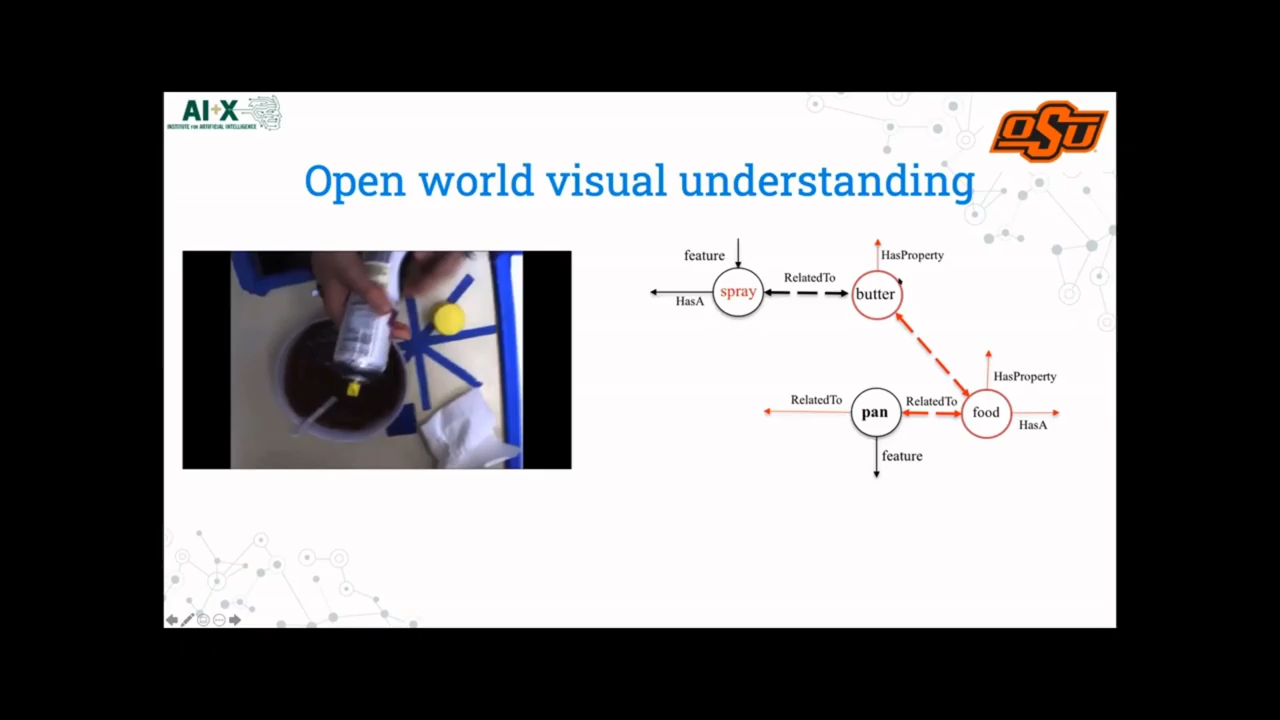 AI+X
INSTITUTE FOR ARTIFICIAL INTELLIGENCE
OSU
Open world visual understanding
feature
HasProperty
RelatedTo
spray
butter
HasA
HasProperty
RelatedTo
RelatedTo
pan
food
HasA
feature